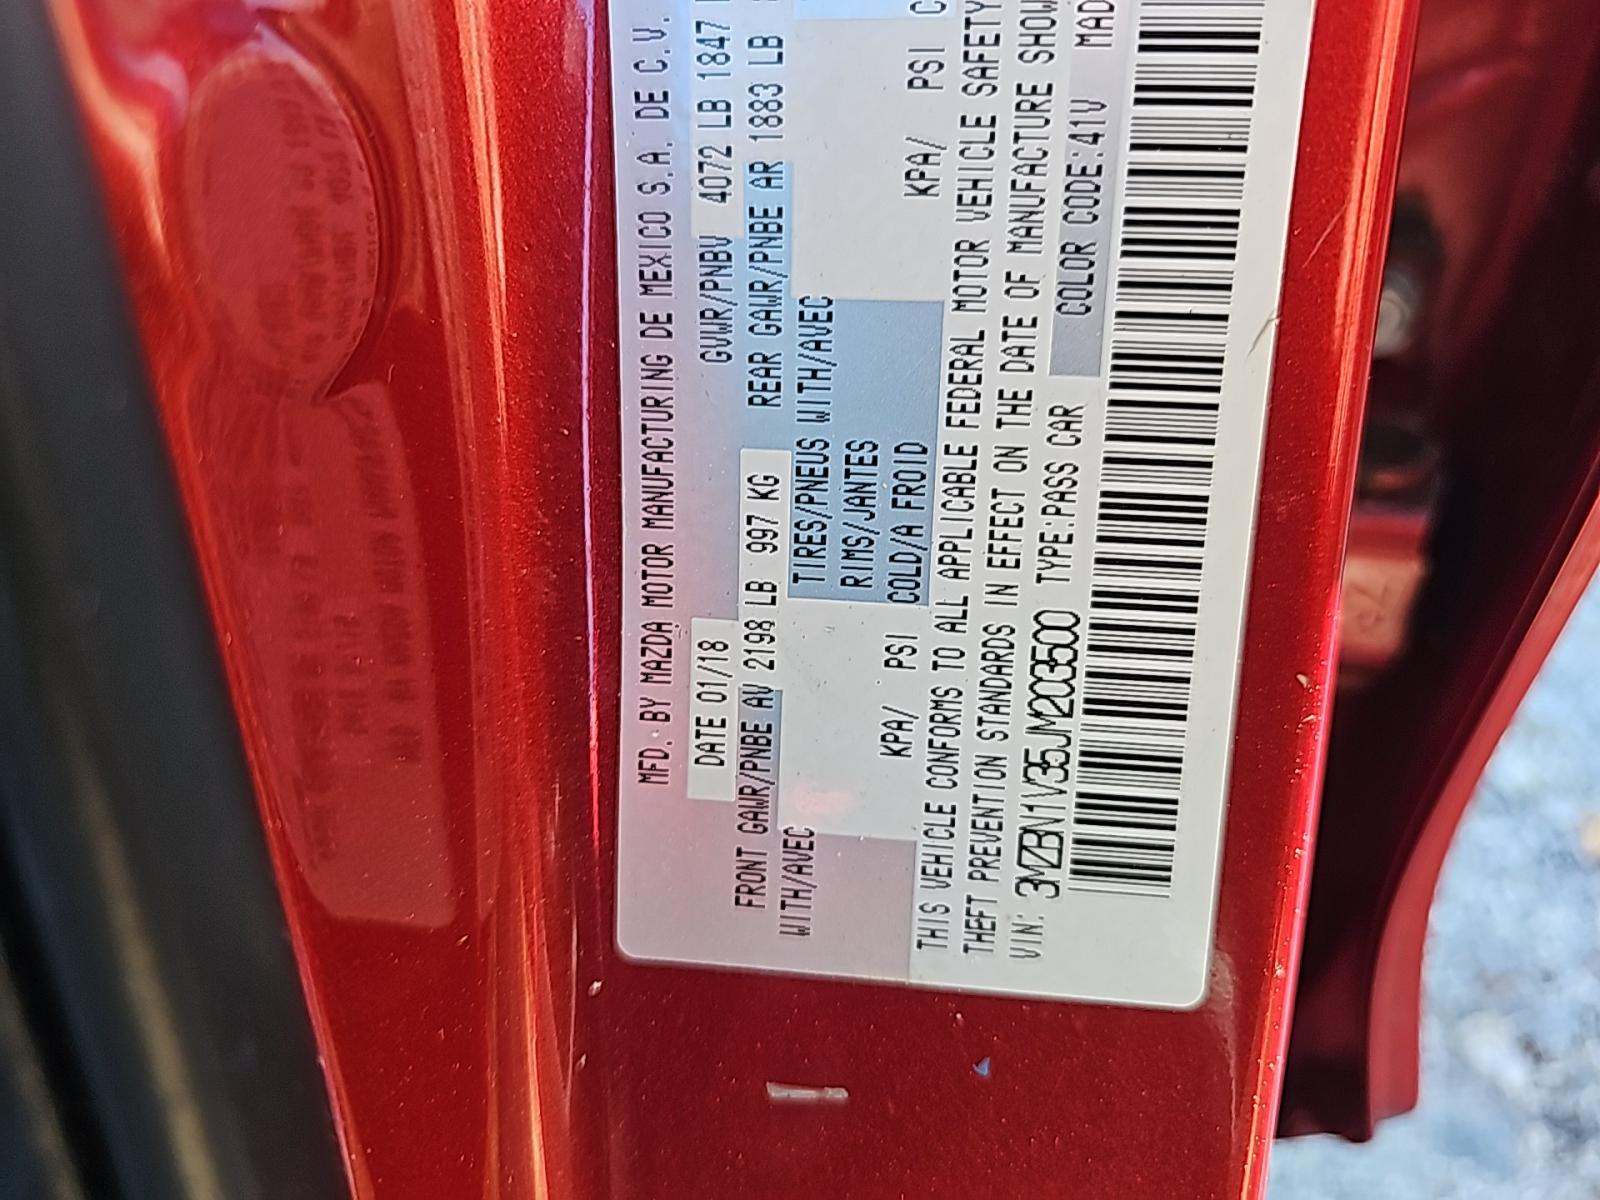 MFD. BY MAZDA MOTOR MANUFACTURING DE MEXICO S.A. DE C.V.
DATE 01/18 GVWR/PNBV 4072 LB 1847
FRONT GAWR/PNBE AV 2198 LB 997 KG REAR GAWR/PNBE AR 1883 LB
WITH/AVEC TIRES/PNEUS WITH/AVEC
RIMS/JANTES
KPA/ PSI COLD/A FROID KPA/ PSI C
THIS VEHICLE CONFORMS TO ALL APPLICABLE FEDERAL MOTOR VEHICLE SAFETY
THEFT PREVENTION STANDARDS IN EFFECT ON THE DATE OF MANUFACTURE SHOW
VIN: 3MZBN1V35JM203500 TYPE:PASS CAR COLOR CODE:41V MAD